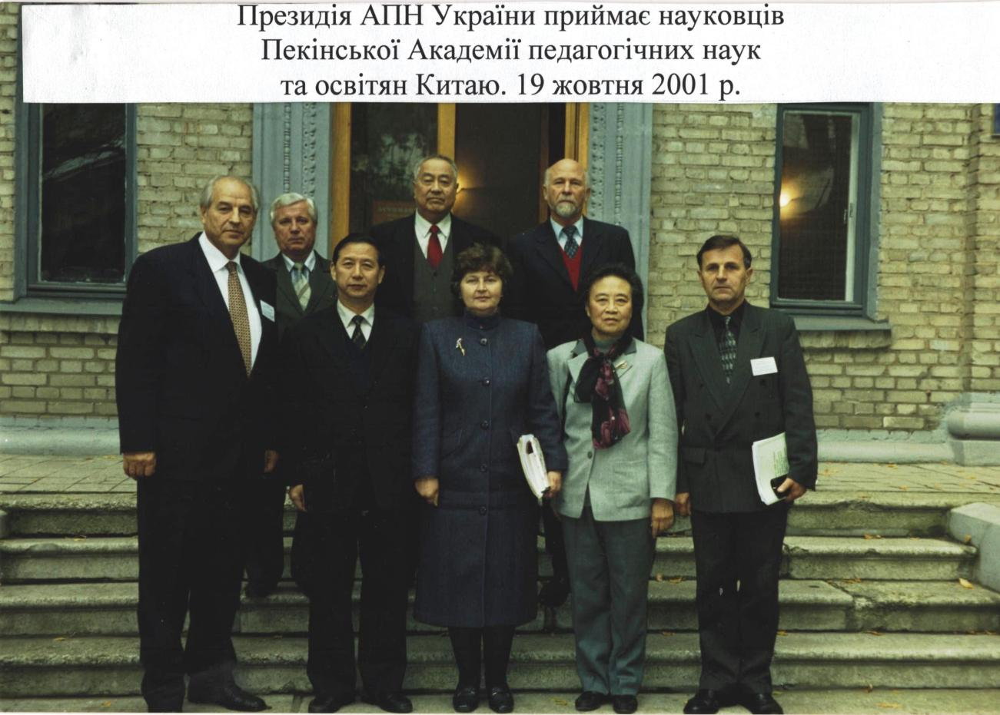 Президія АПН України приймає науковців
Пекінської Академії педагогічних наук
та освітян Китаю. 19 жовтня 2001 р.